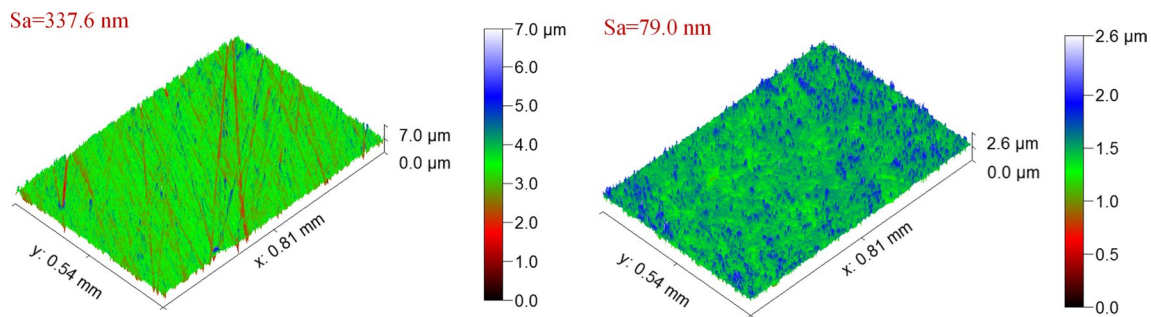 Sa=337.6 nm
7.0 µm
6.0
5.0
4.0
3.0
2.0
1.0
0.0
7.0 µm
0.0 µm
x: 0.81 mm
y: 0.54 mm
Sa=79.0 nm
2.6 µm
2.0
1.5
1.0
0.5
0.0
2.6 µm
0.0 µm
x: 0.81 mm
y: 0.54 mm